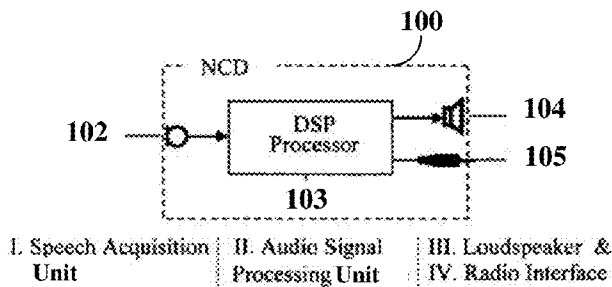 100
NCD
102
DSP
Processor
103
104
105
I. Speech Acquisition
Unit
II. Audio Signal
Processing Unit
III. Loudspeaker &
IV. Radio Interface